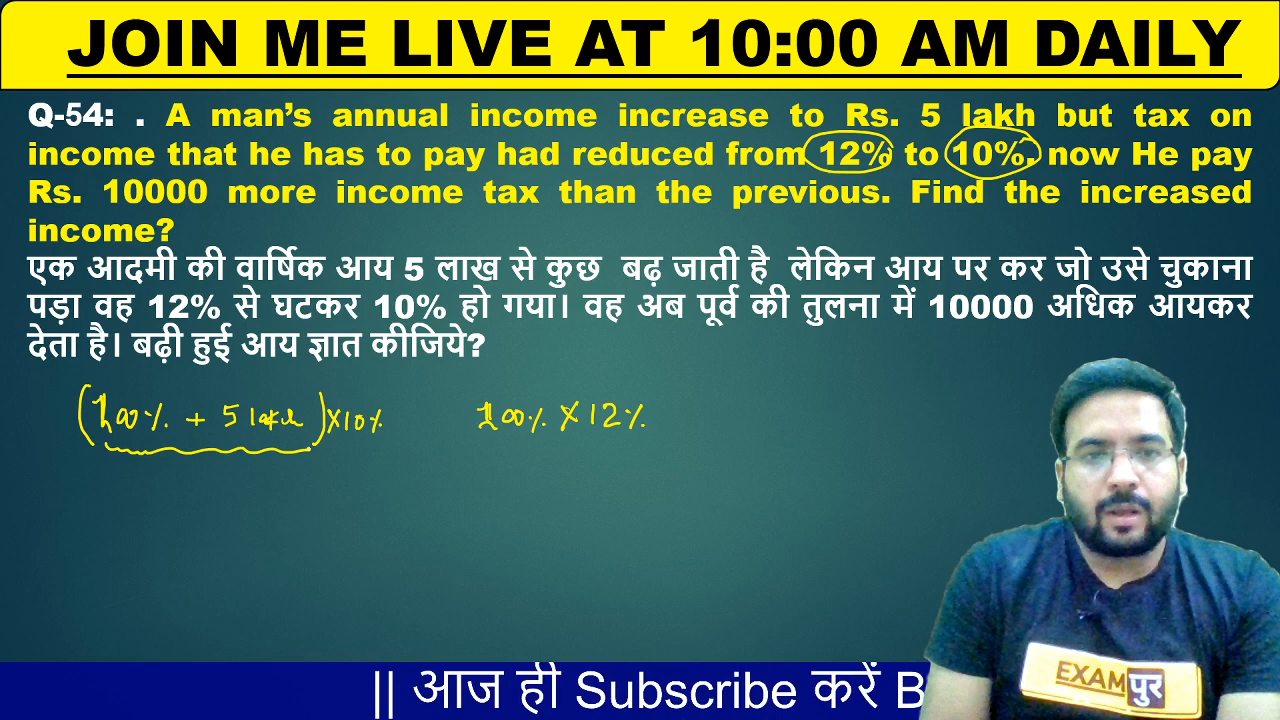 JOIN ME LIVE AT 10:00 AM DAILY
Q-54: . A man’s annual income increase to Rs. 5 lakh but tax on
income that he has to pay had reduced from 12% to 10%. now He pay
Rs. 10000 more income tax than the previous. Find the increased
income?
एक आदमी की वार्षिक आय 5 लाख से कुछ बढ़ जाती है लेकिन आय पर कर जो उसे चुकाना
पड़ा वह 12% से घटकर 10% हो गया। वह अब पूर्व की तुलना में 10000 अधिक आयकर
देता है। बढ़ी हुई आय ज्ञात कीजिये?
(100% + 5 lakh) × 10% 100% × 12%
EXAM पुर
|| आज ही Subscribe करें B